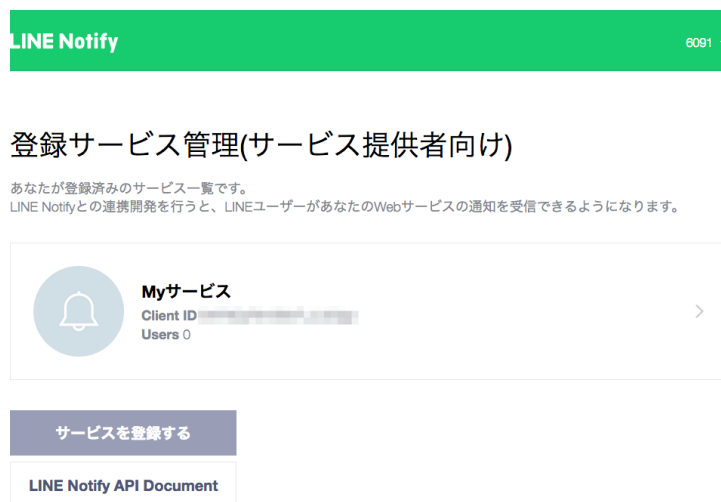 LINE Notify
6091
登録サービス管理(サービス提供者向け)
あなたが登録済みのサービス一覧です。
LINE Notifyとの連携開発を行うと、LINEユーザーがあなたのWebサービスの通知を受信できるようになります。
Myサービス
Client ID
Users 0
サービスを登録する
LINE Notify API Document